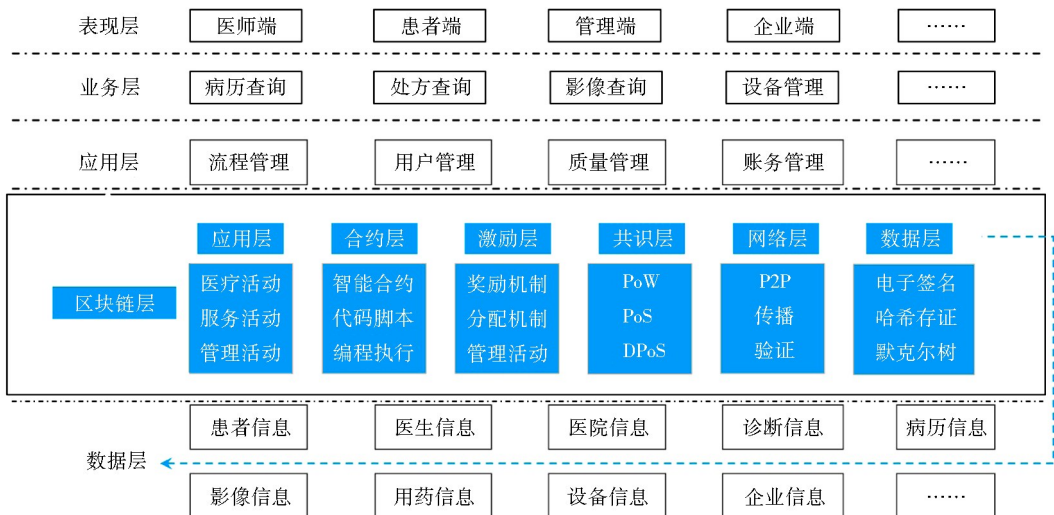 表现层 医师端 患者端 管理端 企业端 ……
业务层 病历查询 处方查询 影像查询 设备管理 ……
应用层 流程管理 用户管理 质量管理 账务管理 ……
应用层 合约层 激励层 共识层 网络层 数据层
医疗活动 智能合约 奖励机制 PoW P2P 电子签名
区块链层 服务活动 代码脚本 分配机制 PoS 传播 哈希存证
管理活动 编程执行 管理活动 DPoS 验证 默克尔树
患者信息 医生信息 医院信息 诊断信息 病历信息
数据层
影像信息 用药信息 设备信息 企业信息 ……